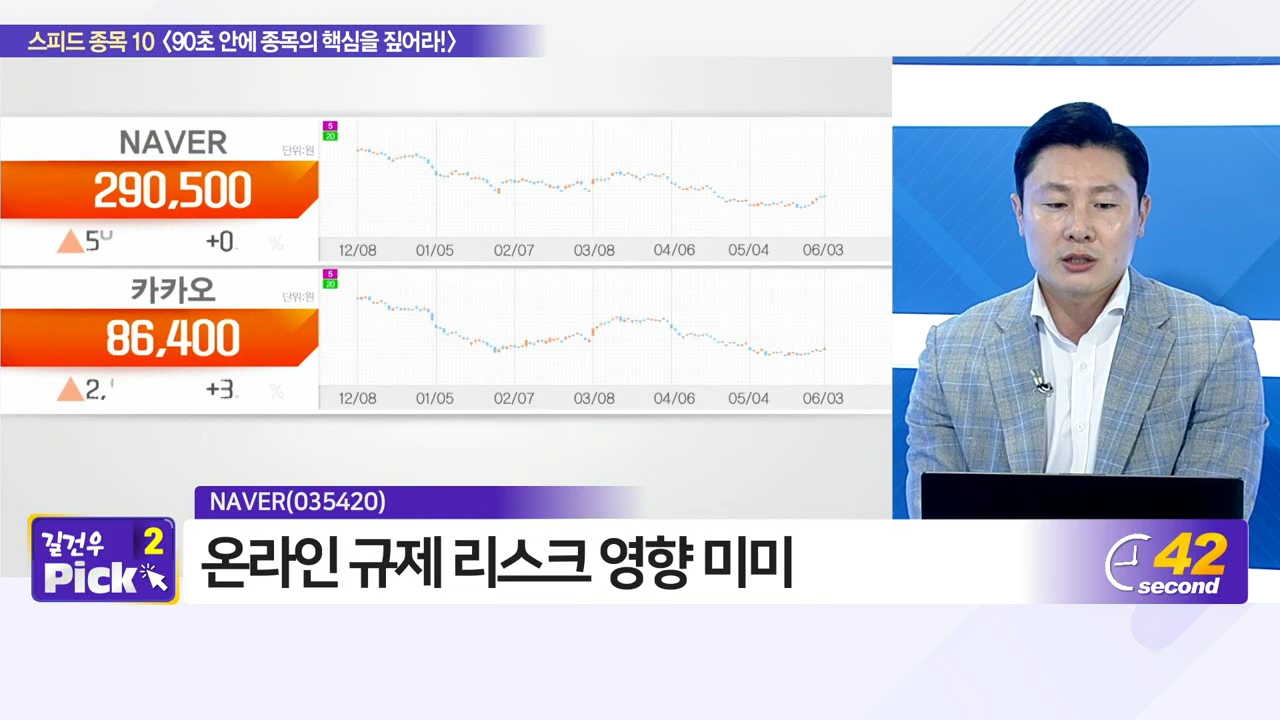 스피드 종목 10 〈90초 안에 종목의 핵심을 짚어라!〉
NAVER
단위:원
290,500
+0
%
5
20
12/08 01/05 02/07 03/08 04/06 05/04 06/03
카카오
단위:원
86,400
+3
%
5
20
12/08 01/05 02/07 03/08 04/06 05/04 06/03
NAVER(035420)
길건우 2
Pick
온라인 규제 리스크 영향 미미
42
second